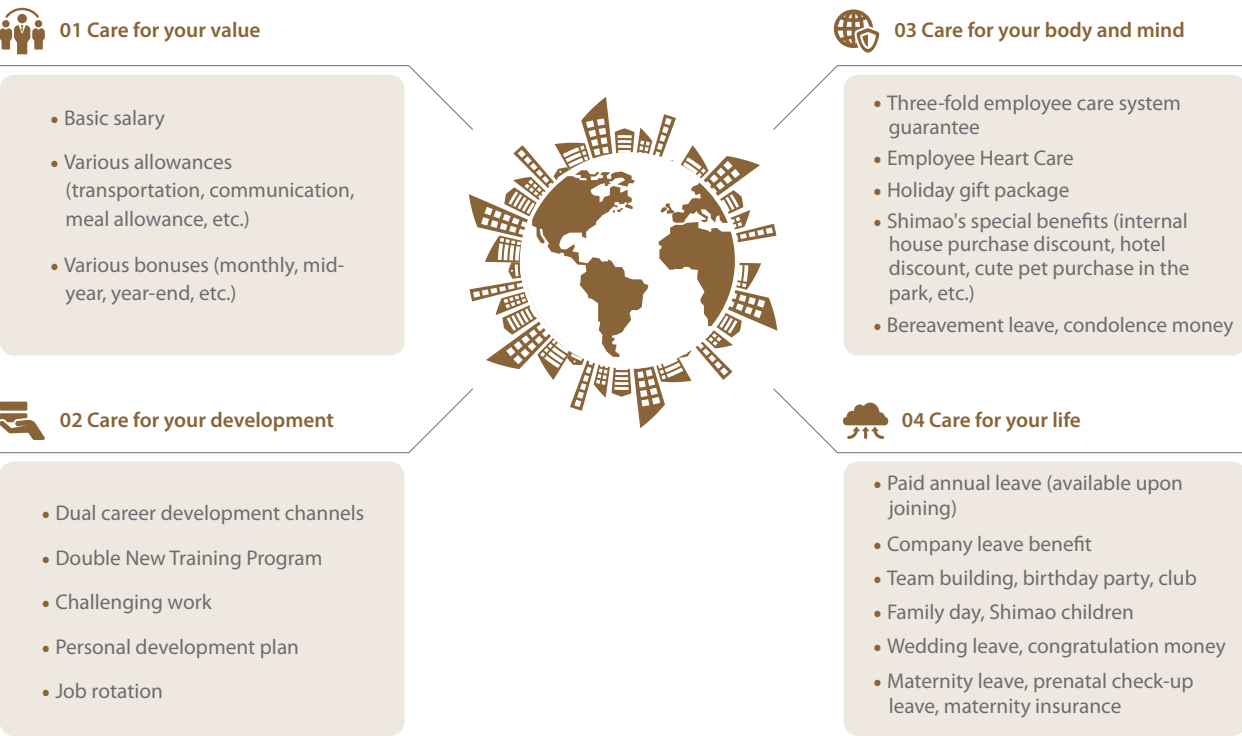 01 Care for your value
• Basic salary
• Various allowances
(transportation, communication,
meal allowance, etc.)
• Various bonuses (monthly, mid-
year, year-end, etc.)
02 Care for your development
• Dual career development channels
• Double New Training Program
• Challenging work
• Personal development plan
• Job rotation
03 Care for your body and mind
• Three-fold employee care system
guarantee
• Employee Heart Care
• Holiday gift package
• Shimao's special benefits (internal
house purchase discount, hotel
discount, cute pet purchase in the
park, etc.)
• Bereavement leave, condolence money
04 Care for your life
• Paid annual leave (available upon
joining)
• Company leave benefit
• Team building, birthday party, club
• Family day, Shimao children
• Wedding leave, congratulation money
• Maternity leave, prenatal check-up
leave, maternity insurance